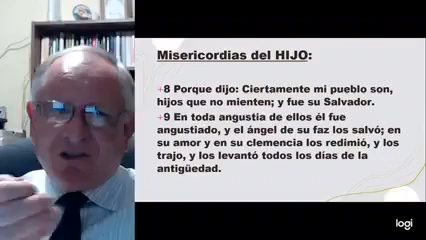 Misericordias del HIJO:
+8 Porque dijo: Ciertamente mi pueblo son,
hijos que no mienten; y fue su Salvador.
+9 En toda angustia de ellos él fue
angustiado, y el ángel de su faz los salvó; en
su amor y en su clemencia los redimió, y los
trajo, y los levantó todos los días de la
antigüedad.
logi